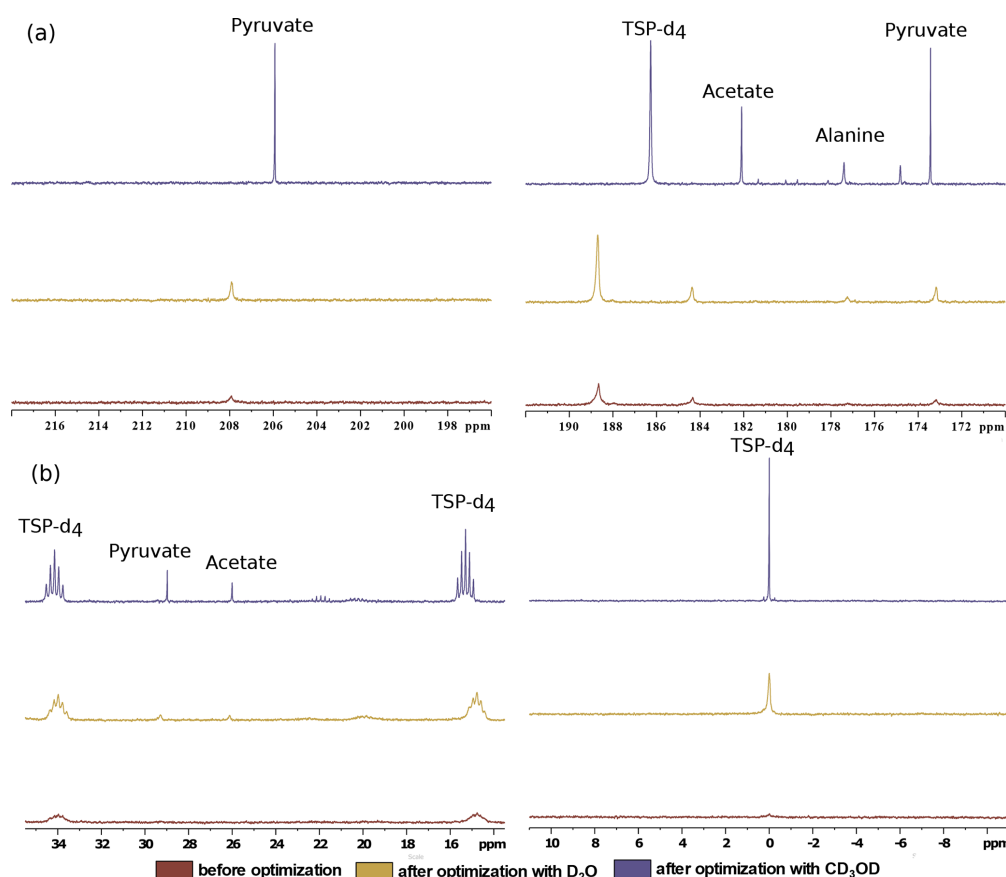 (a)
Pyruvate
TSP-d4
Acetate
Alanine
Pyruvate
216 214 212 210 208 206 204 202 200 198 ppm
190 188 186 184 182 180 178 176 174 172 ppm
(b)
TSP-d4
Pyruvate
Acetate
TSP-d4
TSP-d4
34 32 30 28 26 24 22 20 18 16 ppm
10 8 6 4 2 0 -2 -4 -6 -8 ppm
Scale
before optimization after optimization with D2O after optimization with CD3OD